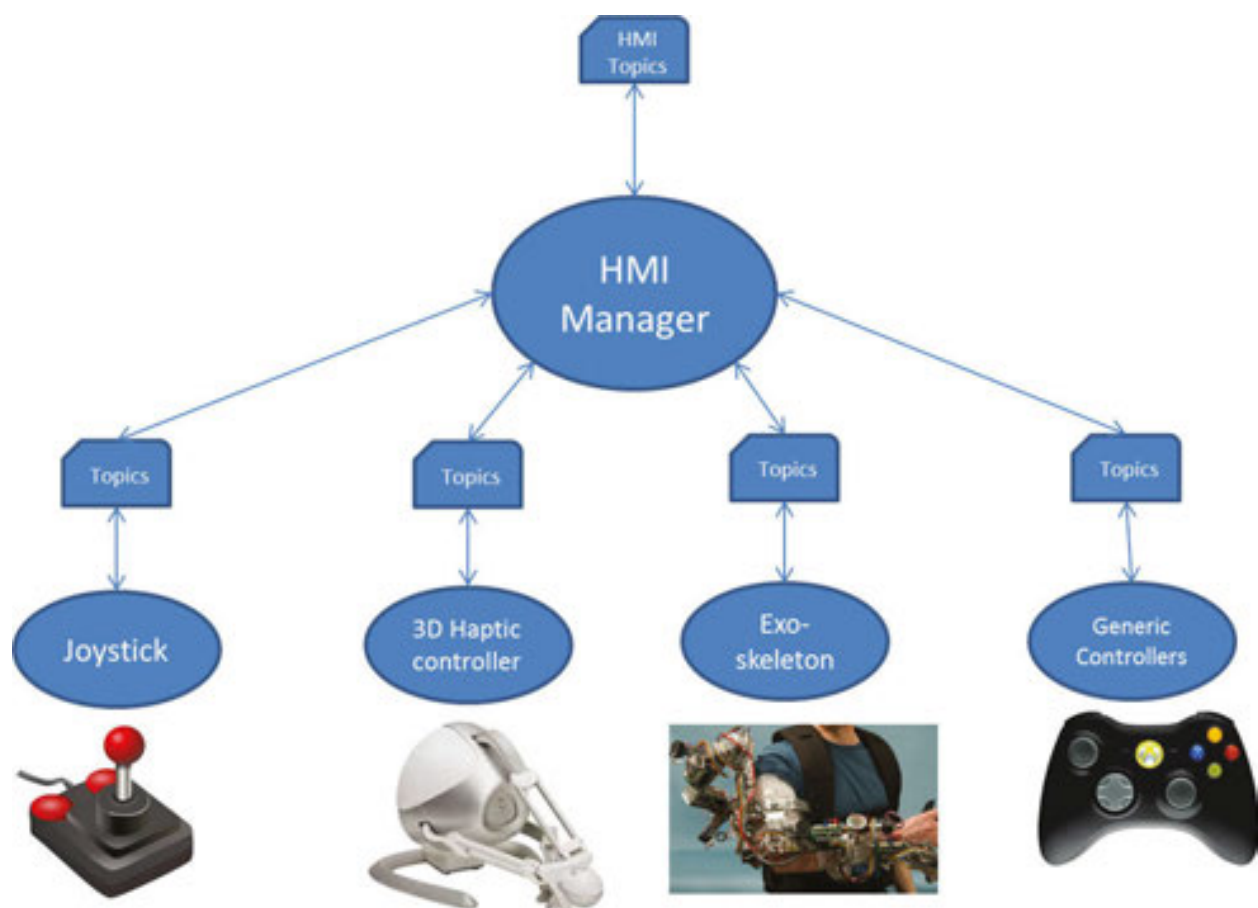 HMI
Topics
HMI
Manager
Topics
Topics
Topics
Topics
Joystick
3D Haptic
controller
Exo-
skeleton
Generic
Controllers